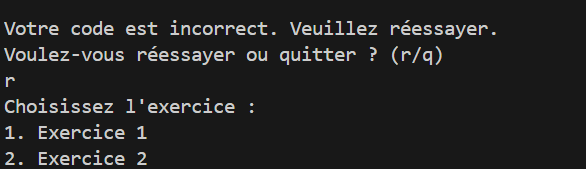 Votre code est incorrect. Veuillez réessayer.
Voulez-vous réessayer ou quitter ? (r/q)
r
Choisissez l'exercice :
1. Exercice 1
2. Exercice 2